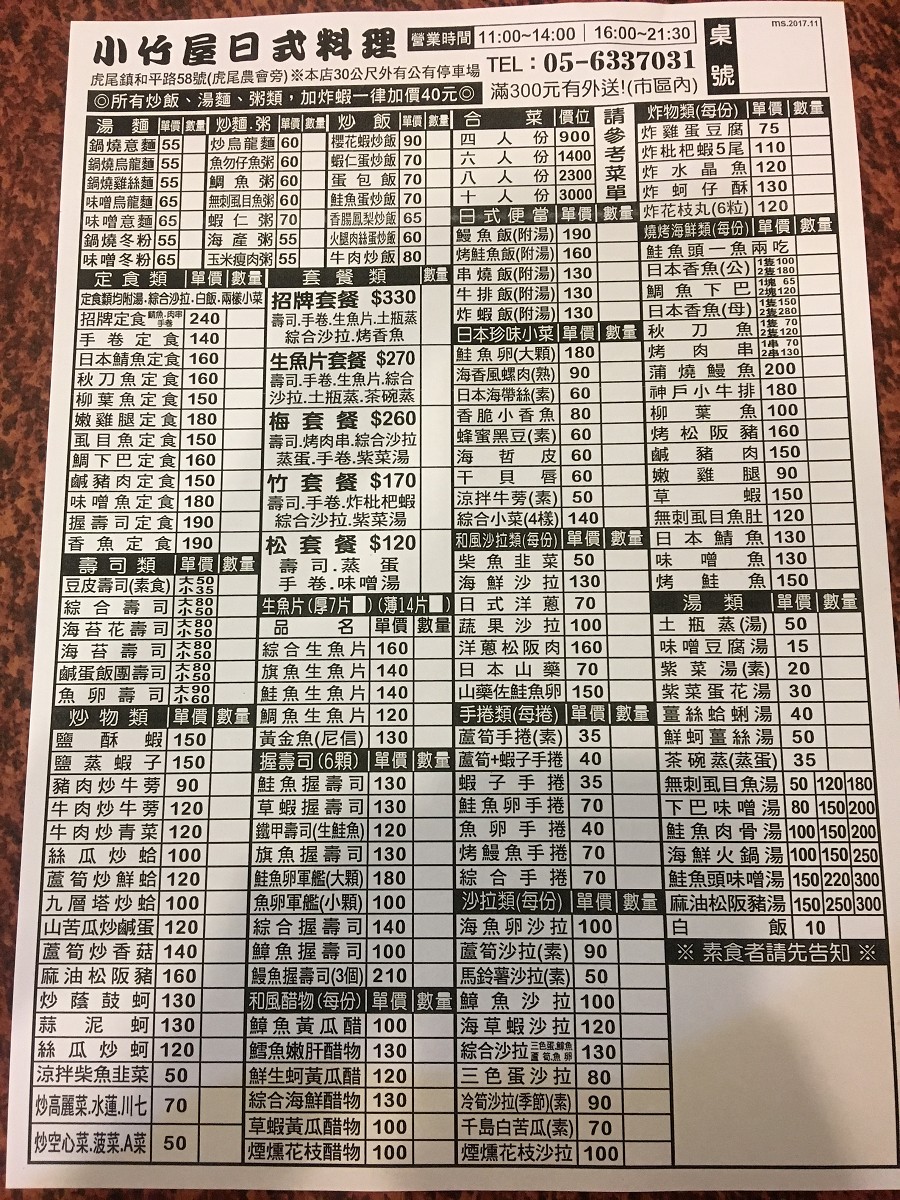 小竹屋日式料理
營業時間 11:00~14:00 16:00~21:30
桌號
ms.2017.11
虎尾鎮和平路58號(虎尾農會旁)※本店30公尺外有公有停車場
TEL：05-6337031
◎所有炒飯、湯麵、粥類，加炸蝦一律加價40元◎
滿300元有外送!(市區內)
湯麵 單價 數量
鍋燒意麵 55
鍋燒烏龍麵 55
鍋燒雞絲麵 55
味噌烏龍麵 65
味噌意麵 65
鍋燒冬粉 55
味噌冬粉 65
炒麵.粥 單價 數量
炒烏龍麵 60
魚勿仔魚粥 60
鯛魚粥 60
無刺虱目魚粥 60
蝦仁粥 70
海產粥 55
玉米瘦肉粥 55
炒飯 單價 數量
櫻花蝦炒飯 90
蝦仁蛋炒飯 70
蛋包飯 70
鮭魚蛋炒飯 70
香腸鳳梨炒飯 65
火腿肉絲蛋炒飯 60
牛肉炒飯 80
合菜 價位
四人份 900
六人份 1400
八人份 2300
十人份 3000
請參考菜單
日式便當 單價 數量
鰻魚飯(附湯) 190
烤鮭魚飯(附湯) 160
串燒飯(附湯) 130
牛排飯(附湯) 130
炸蝦飯(附湯) 130
日本珍味小菜 單價 數量
鮭魚卵(大顆) 180
海香風螺肉(熟) 90
日本海帶絲(素) 60
香脆小香魚 80
蜂蜜黑豆(素) 60
海哲皮 60
干貝唇 60
涼拌牛蒡(素) 50
綜合小菜(4樣) 140
和風沙拉類(每份) 單價 數量
柴魚韭菜 50
海鮮沙拉 130
日式洋蔥 70
蔬果沙拉 100
洋蔥松阪肉 160
日本山藥 70
山藥佐鮭魚卵 150
手捲類(每捲) 單價 數量
蘆筍手捲(素) 35
蘆筍+蝦子手捲 40
蝦子手捲 35
鮭魚卵手捲 70
魚卵手捲 40
烤鰻魚手捲 70
綜合手捲 70
沙拉類(每份) 單價 數量
海魚卵沙拉 100
蘆筍沙拉(素) 90
馬鈴薯沙拉(素) 50
鱆魚沙拉 100
海草蝦沙拉 120
綜合沙拉 三色蛋.鱆魚 蘆筍.魚卵 130
三色蛋沙拉 80
冷筍沙拉(季節)(素) 90
千島白苦瓜(素) 70
煙燻花枝沙拉 100
炸物類(每份) 單價 數量
炸雞蛋豆腐 75
炸枇杷蝦5尾 110
炸水晶魚 120
炸蚵仔酥 130
炸花枝丸(6粒) 120
燒烤海鮮類(每份) 單價 數量
鮭魚頭一魚兩吃
日本香魚(公) 1隻100 2隻180
鯛魚下巴 1塊65 2塊120
日本香魚(母) 1隻150 2隻280
秋刀魚 1隻70 2隻120
烤肉串 1串70 2串130
蒲燒鰻魚 200
神戶小牛排 180
柳葉魚 100
烤松阪豬 160
鹹豬肉 150
嫩雞腿 90
草蝦 150
無刺虱目魚肚 120
日本鯖魚 130
味噌魚 130
烤鮭魚 150
湯類 單價 數量
土瓶蒸(湯) 50
味噌豆腐湯 15
紫菜湯(素) 20
紫菜蛋花湯 30
薑絲蛤蜊湯 40
鮮蚵薑絲湯 50
茶碗蒸(蒸蛋) 35
無刺虱目魚湯 50 120 180
下巴味噌湯 80 150 200
鮭魚肉骨湯 100 150 200
海鮮火鍋湯 100 150 250
鮭魚頭味噌湯 150 220 300
麻油松阪豬湯 150 250 300
白飯 10
※素食者請先告知※
定食類 單價 數量
定食類均附湯.綜合沙拉.白飯.兩樣小菜
招牌定食 鯖魚.肉串 手卷 240
手卷定食 140
日本鯖魚定食 160
秋刀魚定食 160
柳葉魚定食 150
嫩雞腿定食 180
虱目魚定食 150
鯛下巴定食 160
鹹豬肉定食 150
味噌魚定食 180
握壽司定食 190
香魚定食 190
壽司類 單價 數量
豆皮壽司(素食) 大50 小35
綜合壽司 大80 小50
海苔花壽司 大80 小50
海苔壽司 大80 小50
鹹蛋飯團壽司 大80 小50
魚卵壽司 大90 小60
炒物類 單價 數量
鹽酥蝦 150
鹽蒸蝦子 150
豬肉炒牛蒡 90
牛肉炒牛蒡 120
牛肉炒青菜 120
絲瓜炒蛤 100
蘆筍炒鮮蛤 120
九層塔炒蛤 100
山苦瓜炒鹹蛋 120
蘆筍炒香菇 140
麻油松阪豬 160
炒蔭鼓蚵 130
蒜泥蚵 130
絲瓜炒蚵 120
涼拌柴魚韭菜 50
炒高麗菜.水蓮.川七 70
炒空心菜.菠菜.A菜 50
套餐類 數量
招牌套餐 $330
壽司.手卷.生魚片.土瓶蒸
綜合沙拉.烤香魚
生魚片套餐 $270
壽司.手卷.生魚片.綜合
沙拉.土瓶蒸.茶碗蒸
梅套餐 $260
壽司.烤肉串.綜合沙拉
蒸蛋.手卷.紫菜湯
竹套餐 $170
壽司.手卷.炸枇杷蝦
綜合沙拉.紫菜湯
松套餐 $120
壽司.蒸蛋
手卷.味噌湯
生魚片(厚7片□)(薄14片□)
品名 單價 數量
綜合生魚片 160
旗魚生魚片 140
鮭魚生魚片 140
鯛魚生魚片 120
黃金魚(尼信) 130
握壽司(6顆) 單價 數量
鮭魚握壽司 130
草蝦握壽司 130
鐵甲壽司(生鮭魚) 120
旗魚握壽司 130
鮭魚卵軍艦(大顆) 180
魚卵軍艦(小顆) 100
綜合握壽司 140
鱆魚握壽司 100
鰻魚握壽司(3個) 210
和風醋物(每份) 單價 數量
鱆魚黃瓜醋 100
鱈魚嫩肝醋物 130
鮮生蚵黃瓜醋 120
綜合海鮮醋物 130
草蝦黃瓜醋物 100
煙燻花枝醋物 100